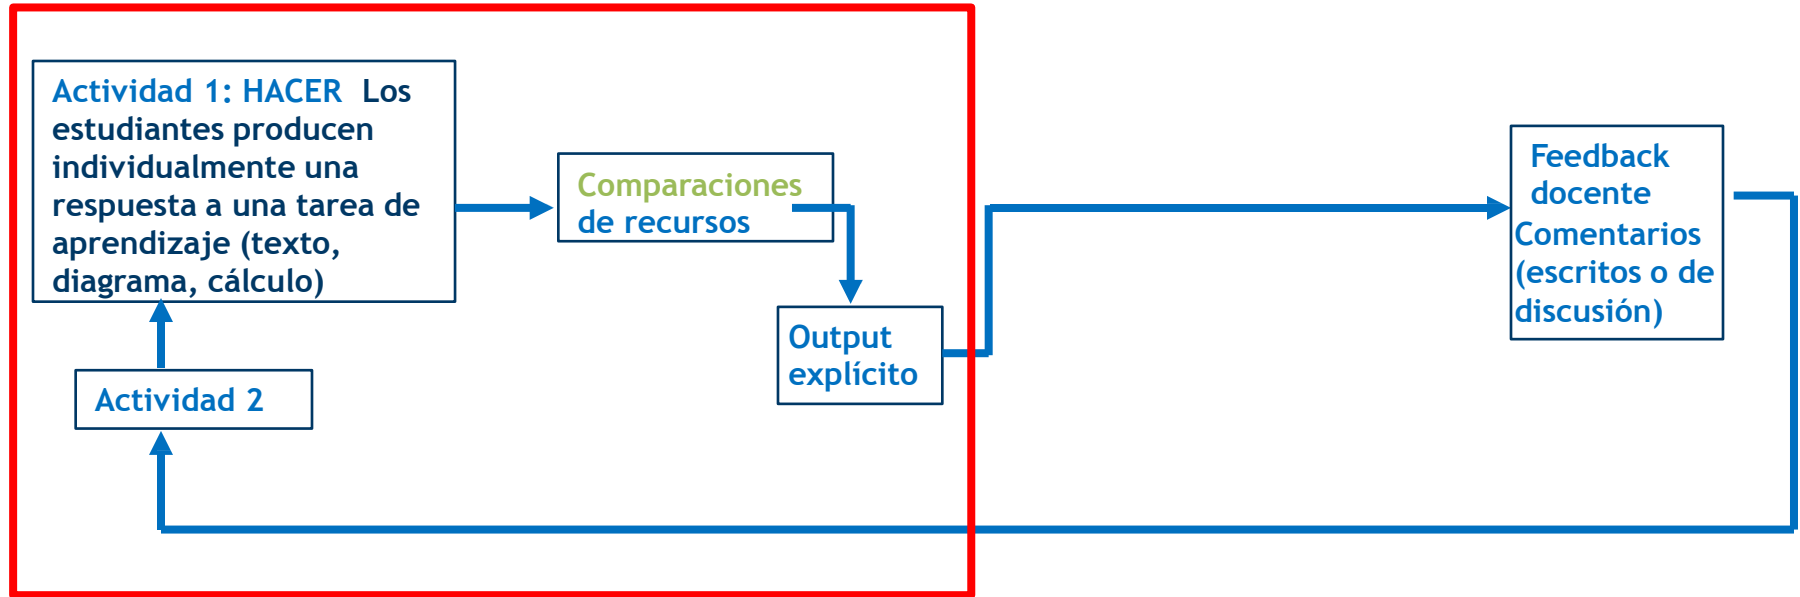 Actividad 1: HACER Los
estudiantes producen
individualmente una
respuesta a una tarea de
aprendizaje (texto,
diagrama, cálculo)
Comparaciones
de recursos
Output
explícito
Actividad 2
Feedback
docente
Comentarios
(escritos o de
discusión)